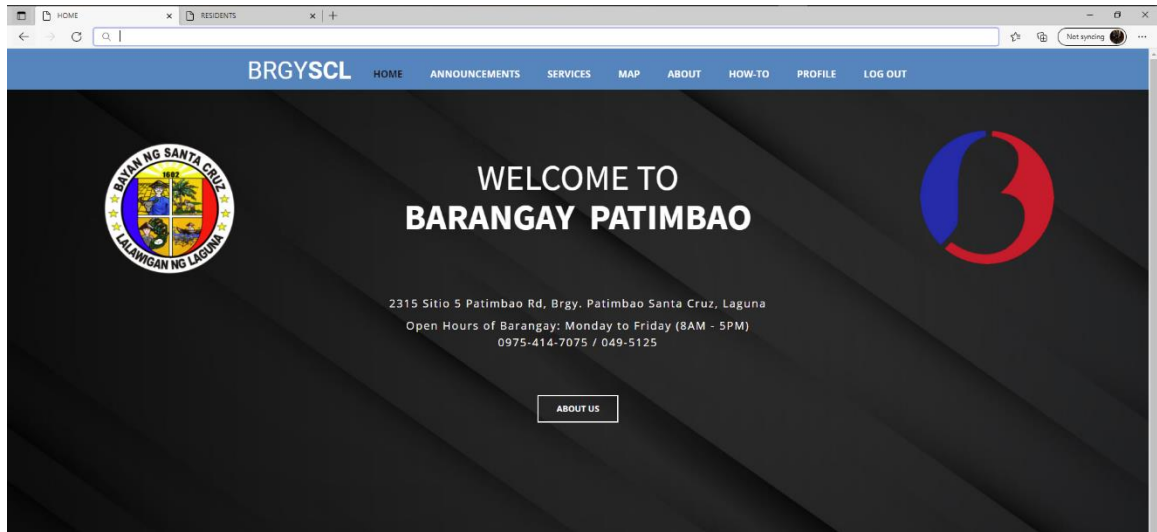 HOME
RESIDENTS
Not syncing
BRGYSCL HOME ANNOUNCEMENTS SERVICES MAP ABOUT HOW-TO PROFILE LOG OUT
BAYAN NG SANTA CRUZ
1602
LALAWIGAN NG LAGUNA
WELCOME TO
BARANGAY PATIMBAO
2315 Sitio 5 Patimbao Rd, Brgy. Patimbao Santa Cruz, Laguna
Open Hours of Barangay: Monday to Friday (8AM - 5PM)
0975-414-7075 / 049-5125
ABOUT US